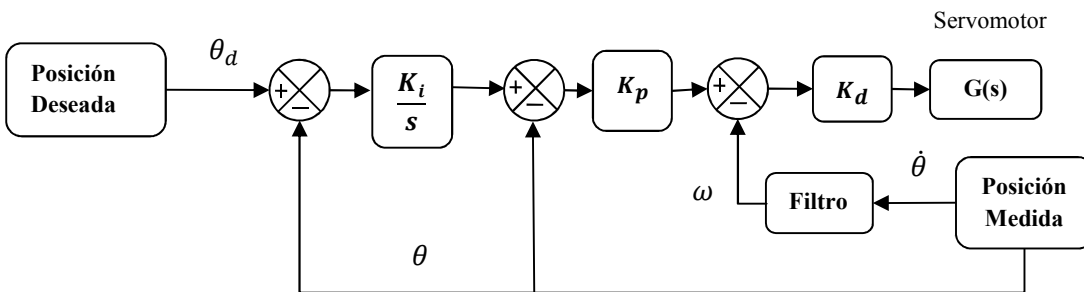 Servomotor
Posición
Deseada
θ_d
+
−
K_i
s
+
−
K_p
+
−
K_d
G(s)
ω
Filtro
θ̇
Posición
Medida
θ